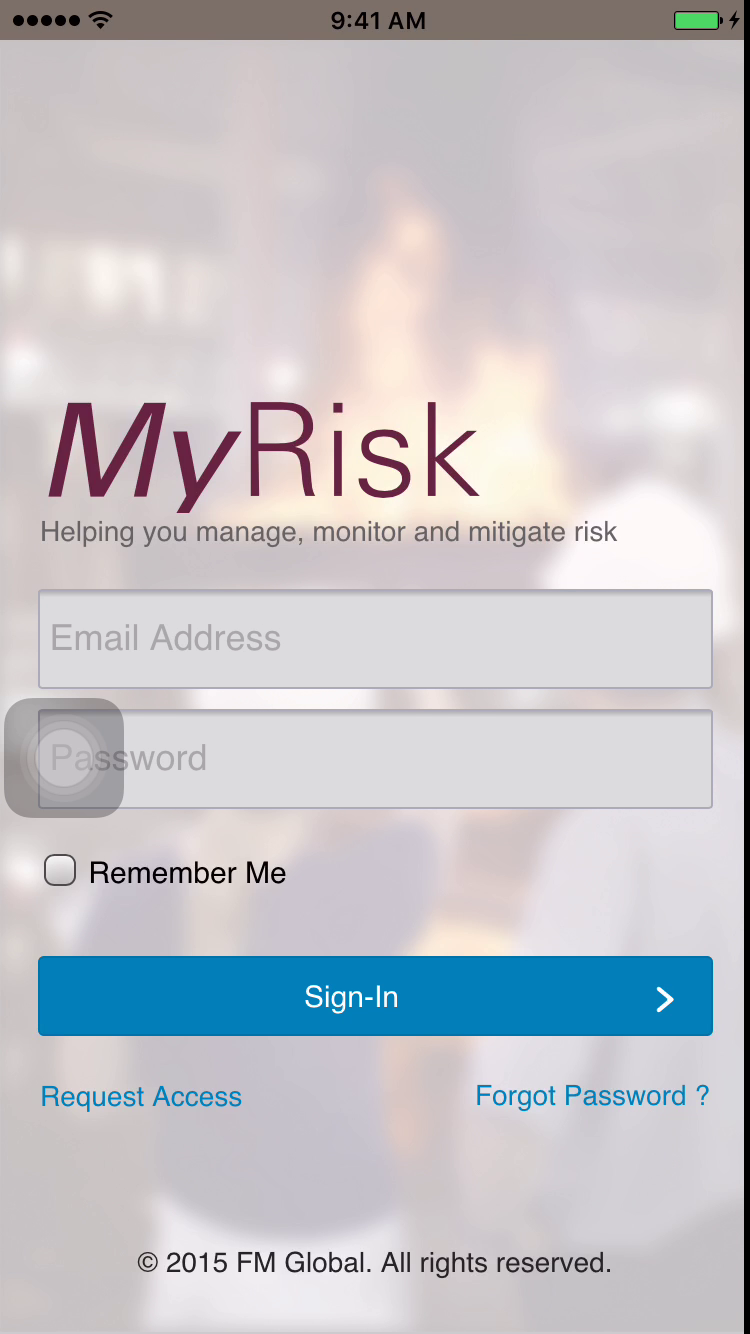 9:41 AM
MyRisk
Helping you manage, monitor and mitigate risk
Email Address
Password
Remember Me
Sign-In
Request Access
Forgot Password ?
© 2015 FM Global. All rights reserved.